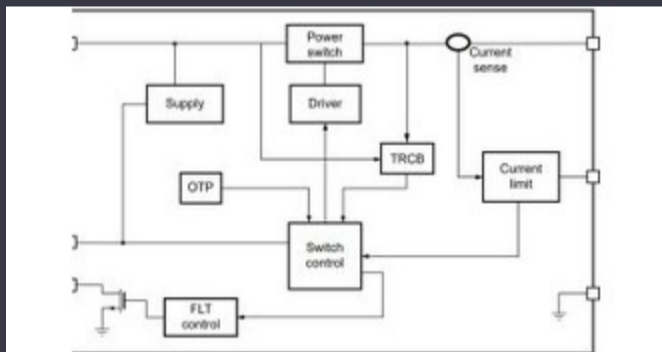 Power
switch
Current
sense
Supply
Driver
TRCB
Current
limit
OTP
Switch
control
FLT
control